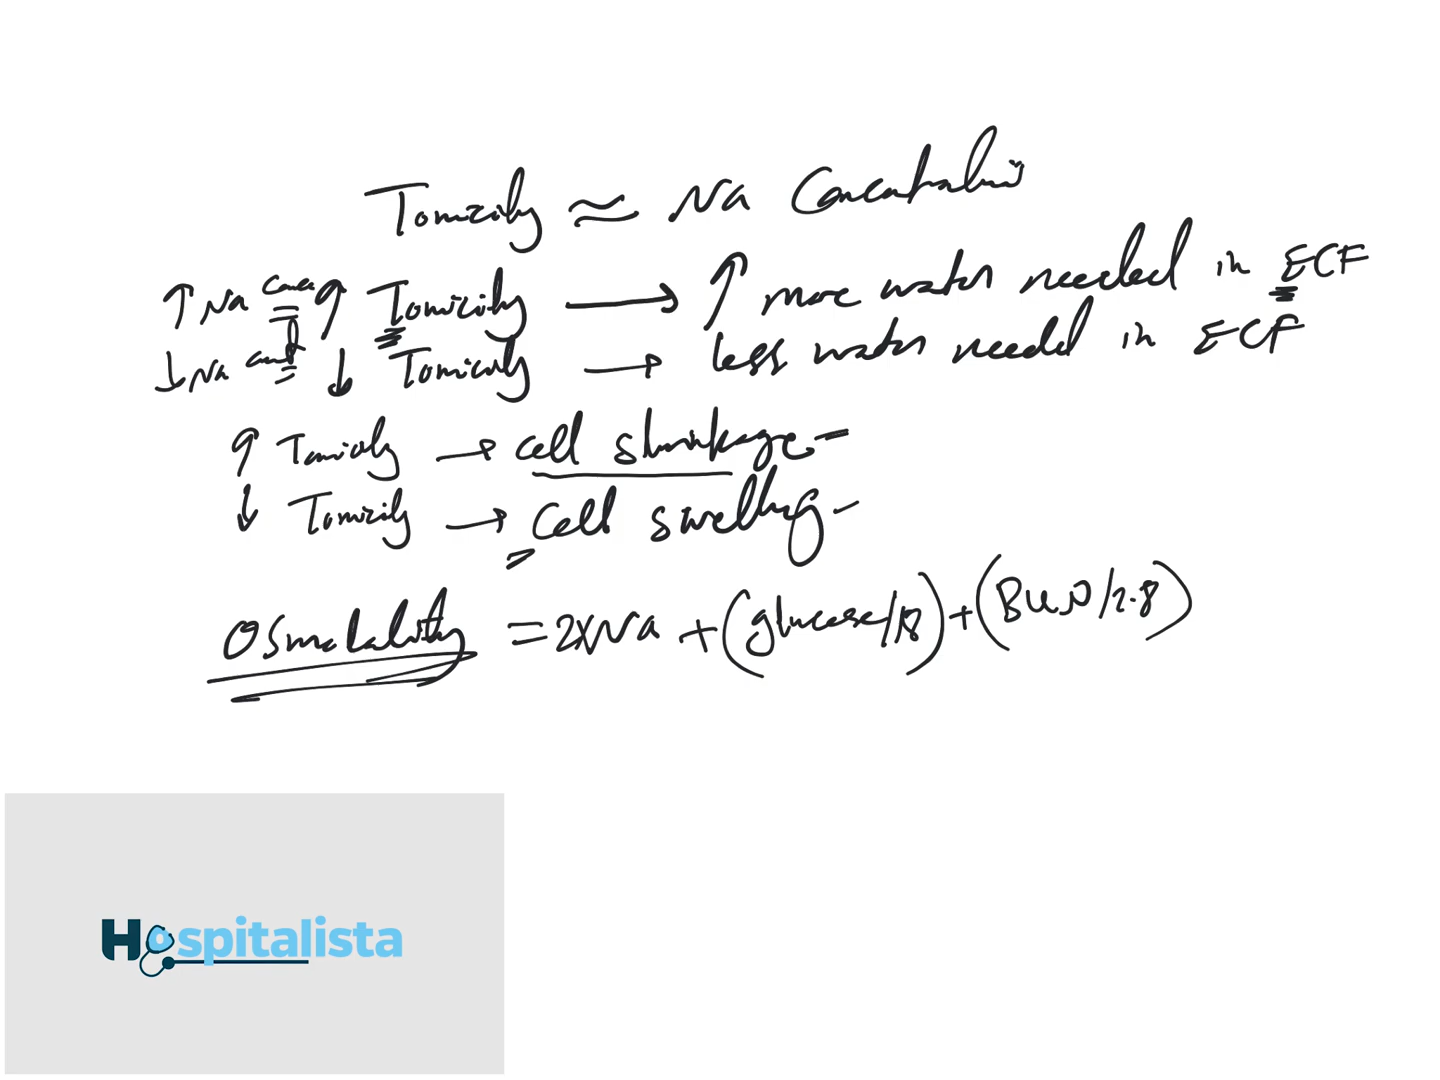 Tonicity ≈ Na Concentration
↑ Na conc ↑ Tonicity → ↑ more water needed in ECF
↓ Na conc ↓ Tonicity → less water needed in ECF
↑ Tonicity → cell shrinkage
↓ Tonicity → cell swelling
Osmolality = 2xNa + (glucose/18) + (BUN/2.8)
Hospitalista